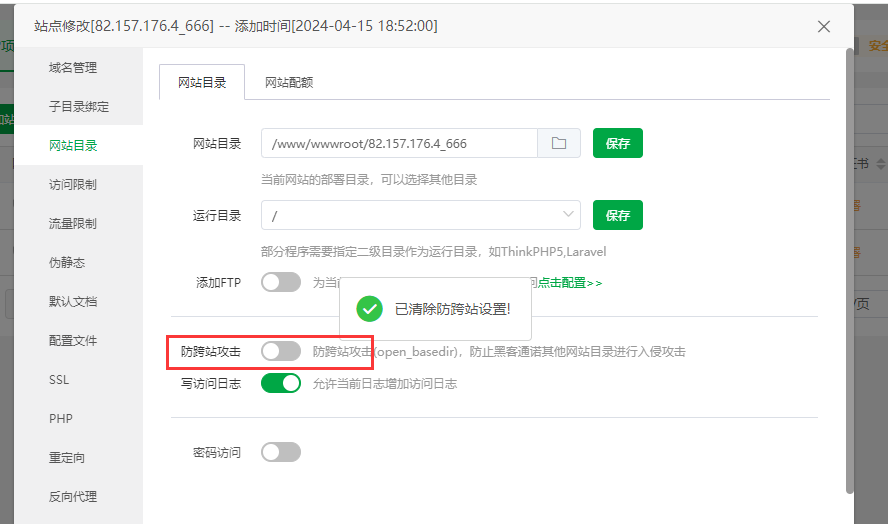 站点修改[82.157.176.4_666] -- 添加时间[2024-04-15 18:52:00]
域名管理
子目录绑定
网站目录
访问限制
流量限制
伪静态
默认文档
配置文件
SSL
PHP
重定向
反向代理
网站目录
网站配额
网站目录
/www/wwwroot/82.157.176.4_666
保存
当前网站的部署目录，可以选择其他目录
运行目录
/
保存
部分程序需要指定二级目录作为运行目录，如ThinkPHP5,Laravel
添加FTP
为当
点击配置>>
已清除防跨站设置!
防跨站攻击
防跨站攻击(open_basedir)，防止黑客通诺其他网站目录进行入侵攻击
写访问日志
允许当前日志增加访问日志
密码访问
安全
证书
/页